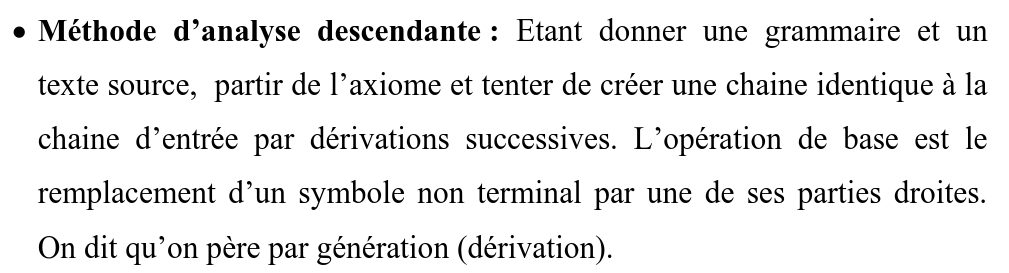 • Méthode d’analyse descendante : Etant donner une grammaire et un
texte source, partir de l’axiome et tenter de créer une chaine identique à la
chaine d’entrée par dérivations successives. L’opération de base est le
remplacement d’un symbole non terminal par une de ses parties droites.
On dit qu’on père par génération (dérivation).